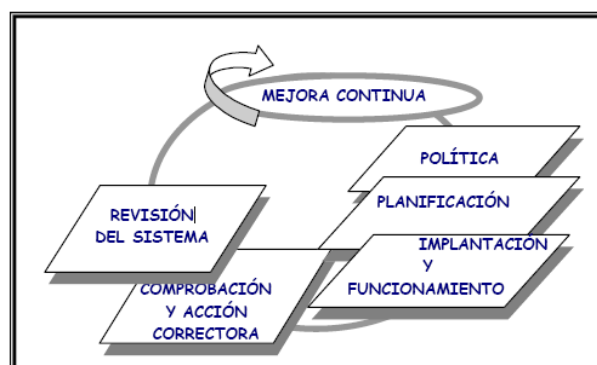 MEJORA CONTINUA
POLÍTICA
PLANIFICACIÓN
IMPLANTACIÓN
Y
FUNCIONAMIENTO
COMPROBACIÓN
Y ACCIÓN
CORRECTORA
REVISIÓN
DEL SISTEMA